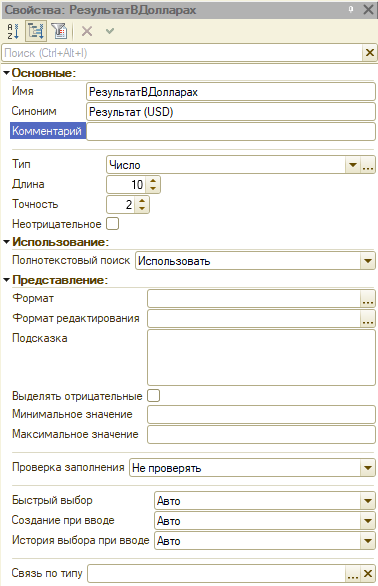 Свойства: РезультатВДолларах
Поиск (Ctrl+Alt+I)
Основные:
Имя РезультатВДолларах
Синоним Результат (USD)
Комментарий
Тип Число
Длина 10
Точность 2
Неотрицательное
Использование:
Полнотекстовый поиск Использовать
Представление:
Формат
Формат редактирования
Подсказка
Выделять отрицательные
Минимальное значение
Максимальное значение
Проверка заполнения Не проверять
Быстрый выбор Авто
Создание при вводе Авто
История выбора при вводе Авто
Связь по типу